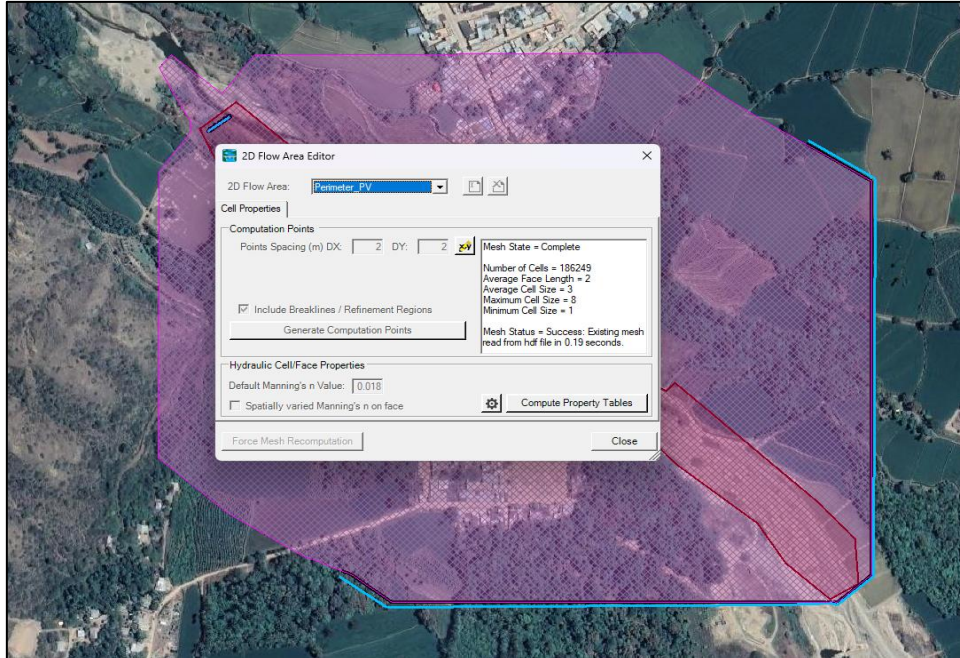 2D Flow Area Editor
2D Flow Area: Perimeter_PV
Cell Properties
Computation Points
Points Spacing (m) DX: 2 DY: 2
Mesh State = Complete
Number of Cells = 186249
Average Face Length = 2
Average Cell Size = 3
Maximum Cell Size = 8
Minimum Cell Size = 1
Mesh Status = Success: Existing mesh
read from hdf file in 0.19 seconds.
Include Breaklines / Refinement Regions
Generate Computation Points
Hydraulic Cell/Face Properties
Default Manning's n Value: 0.018
Spatially varied Manning's n on face
Compute Property Tables
Force Mesh Recomputation
Close